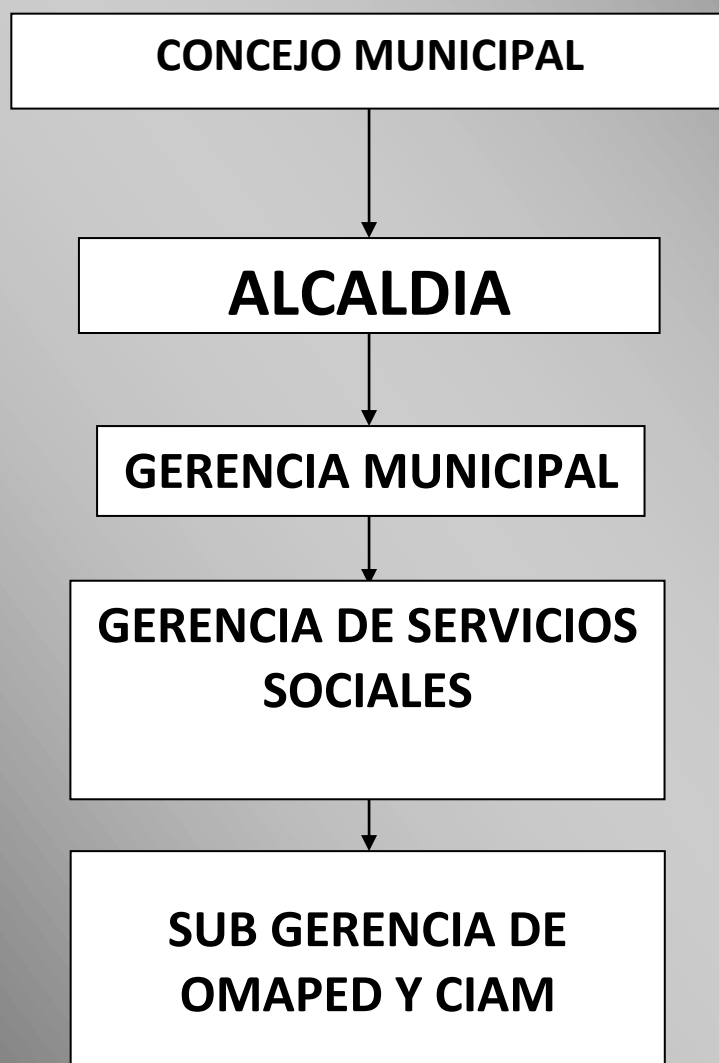 CONCEJO MUNICIPAL
ALCALDIA
GERENCIA MUNICIPAL
GERENCIA DE SERVICIOS
SOCIALES
SUB GERENCIA DE
OMAPED Y CIAM